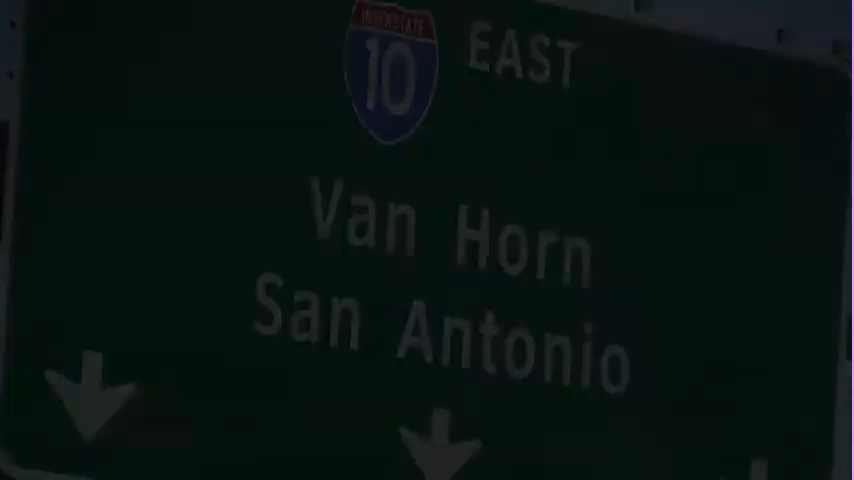 INTERSTATE
10
EAST
Van Horn
San Antonio